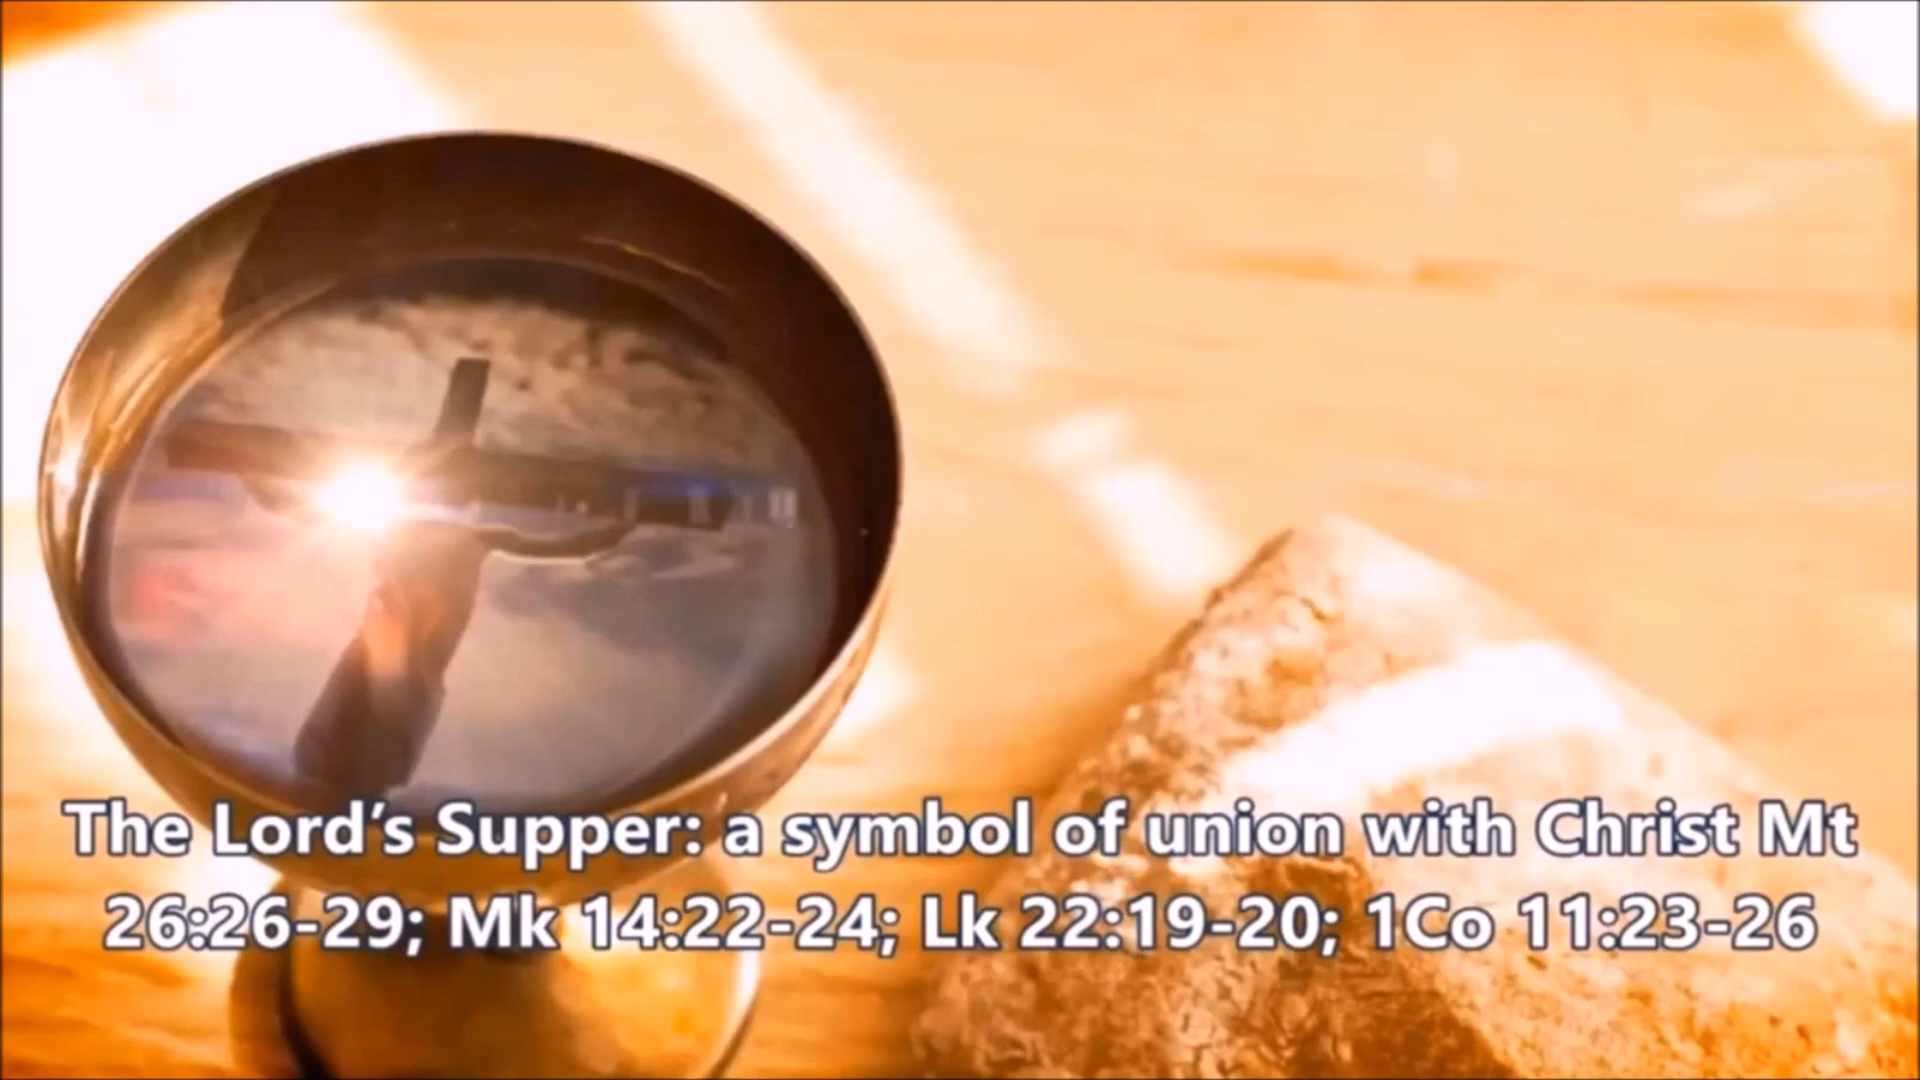 The Lord’s Supper: a symbol of union with Christ Mt
26:26-29; Mk 14:22-24; Lk 22:19-20; 1Co 11:23-26